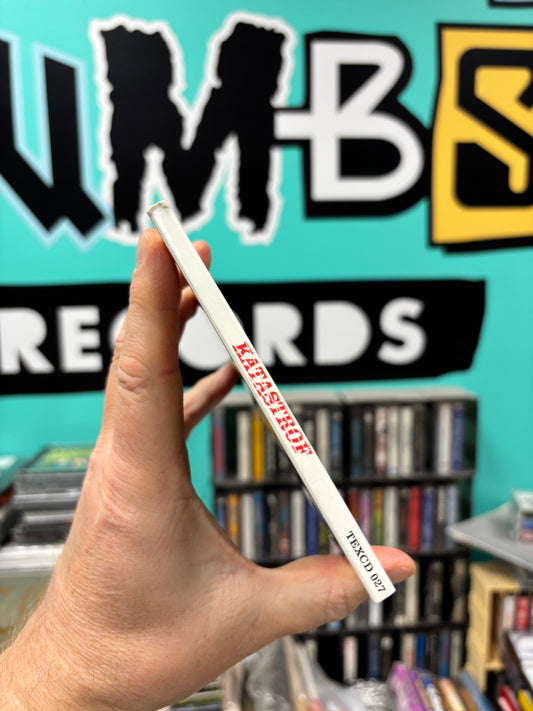 UMBS
RECORDS
KATASTROF
TEXCD 027